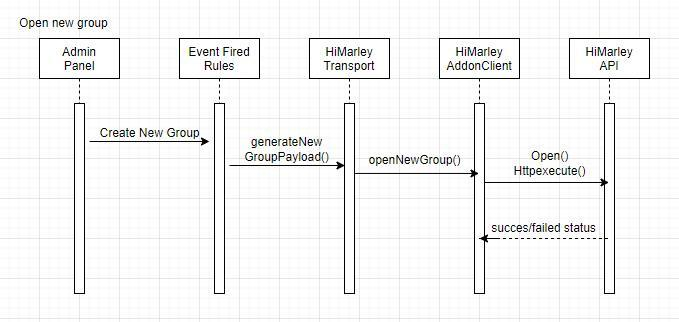 Open new group
Admin
Panel
Event Fired
Rules
HiMarley
Transport
HiMarley
AddonClient
HiMarley
API
Create New Group
generateNew
GroupPayload()
openNewGroup()
Open()
Httpexecute()
succes/failed status